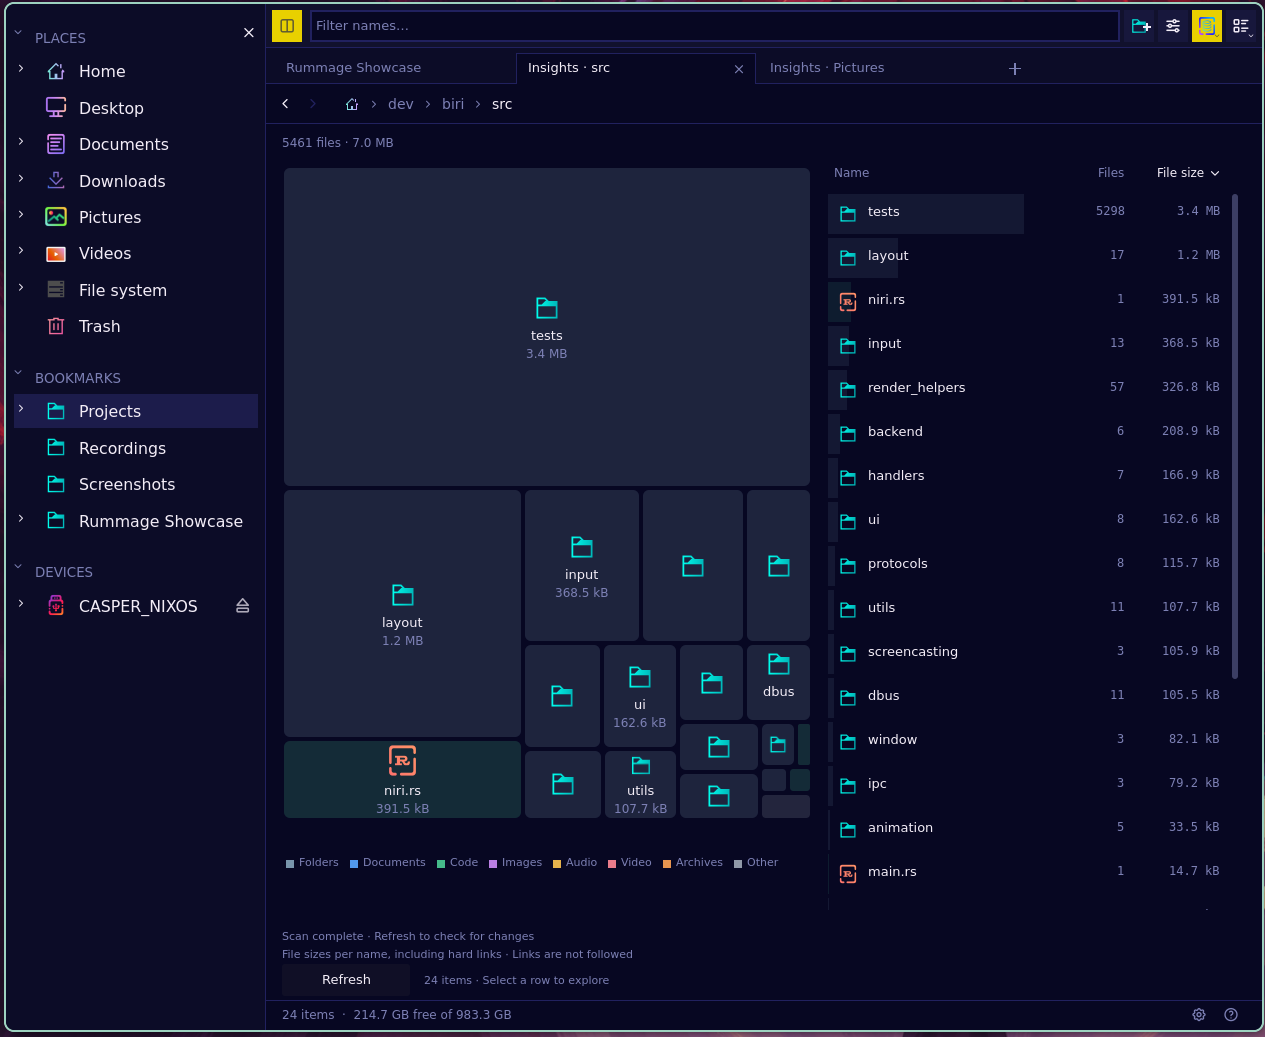 PLACES
Home
Desktop
Documents
Downloads
Pictures
Videos
File system
Trash
BOOKMARKS
Projects
Recordings
Screenshots
Rummage Showcase
DEVICES
CASPER_NIXOS
Filter names...
Rummage Showcase
Insights · src
Insights · Pictures
dev
biri
src
5461 files · 7.0 MB
tests
3.4 MB
layout
1.2 MB
input
368.5 kB
ui
162.6 kB
dbus
niri.rs
391.5 kB
utils
107.7 kB
Folders Documents Code Images Audio Video Archives Other
Name Files File size
tests 5298 3.4 MB
layout 17 1.2 MB
niri.rs 1 391.5 kB
input 13 368.5 kB
render_helpers 57 326.8 kB
backend 6 208.9 kB
handlers 7 166.9 kB
ui 8 162.6 kB
protocols 8 115.7 kB
utils 11 107.7 kB
screencasting 3 105.9 kB
dbus 11 105.5 kB
window 3 82.1 kB
ipc 3 79.2 kB
animation 5 33.5 kB
main.rs 1 14.7 kB
Scan complete · Refresh to check for changes
File sizes per name, including hard links · Links are not followed
Refresh
24 items · Select a row to explore
24 items · 214.7 GB free of 983.3 GB